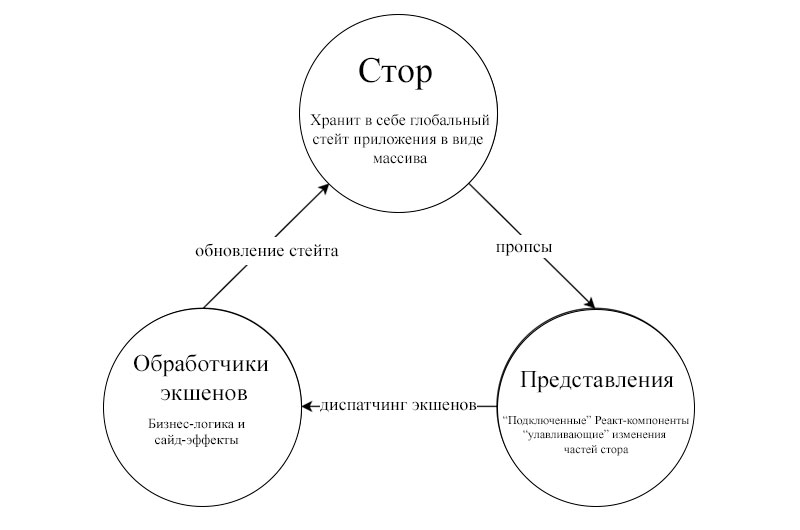 Стор
Хранит в себе глобальный
стейт приложения в виде
массива
обновление стейта
пропсы
Обработчики
экшенов
Бизнес-логика и
сайд-эффекты
диспатчинг экшенов
Представления
“Подключенные” Реакт-компоненты
“улавливающие” изменения
частей стора